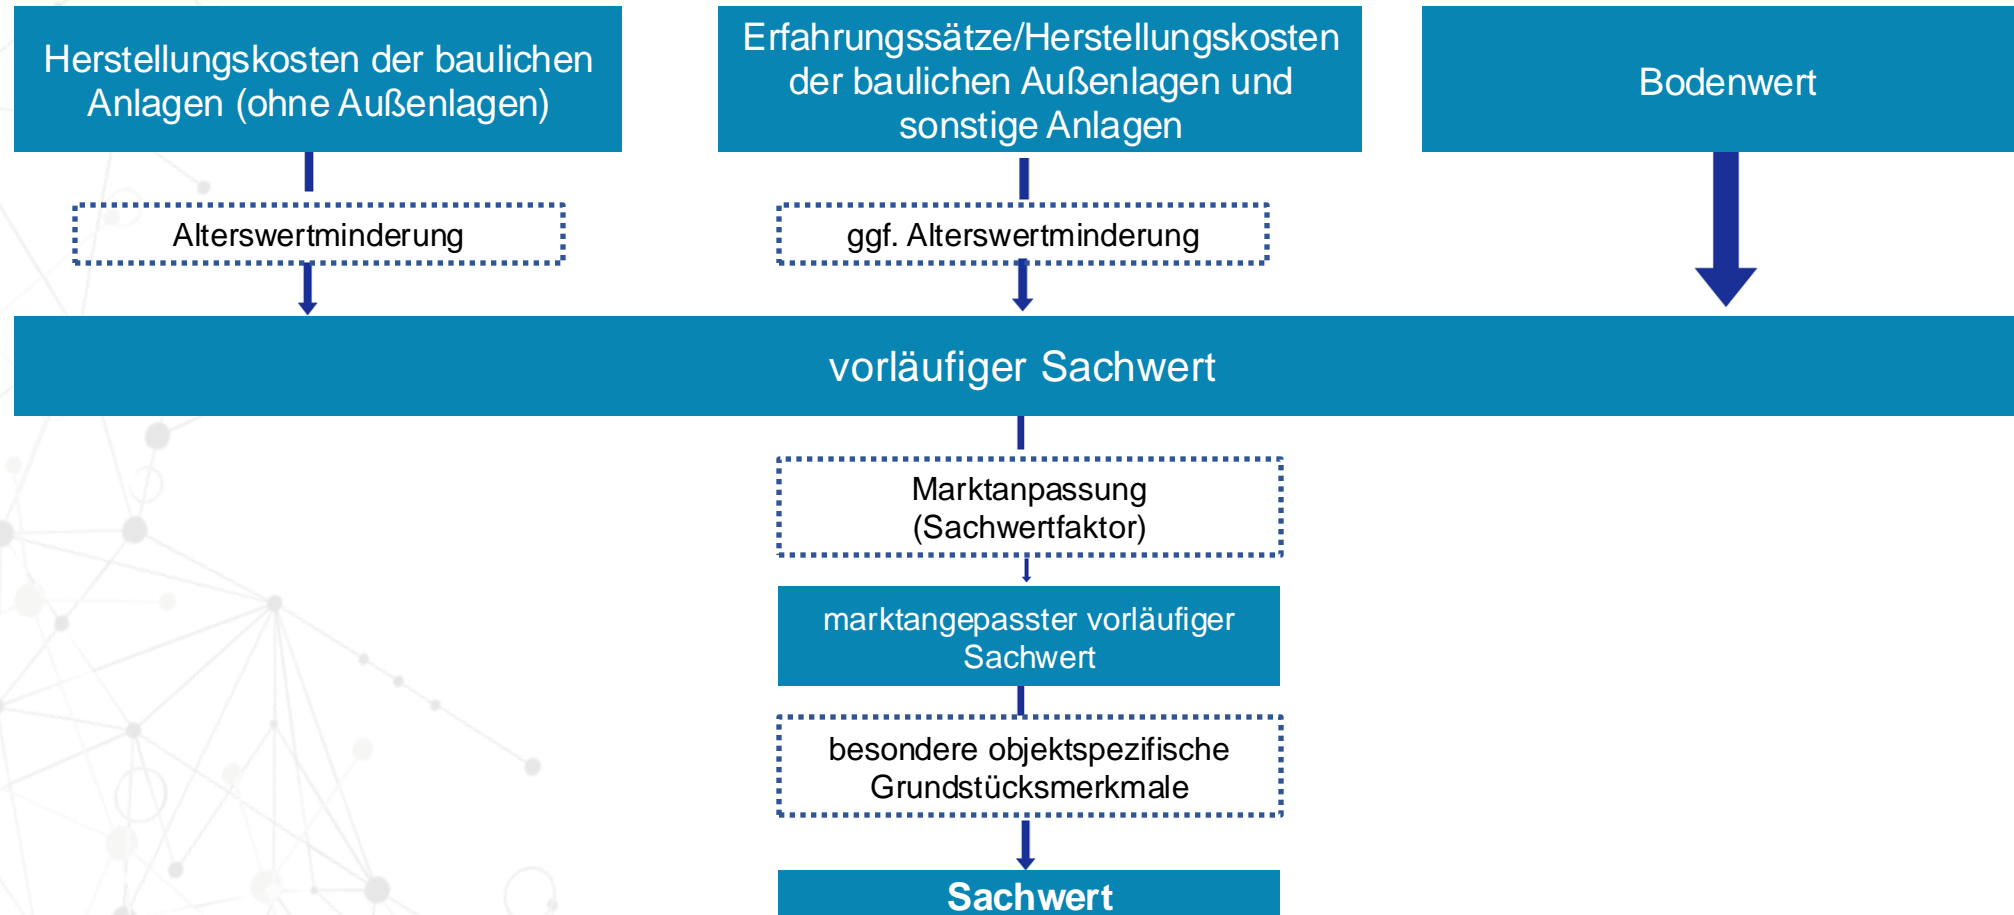 Herstellungskosten der baulichen
Anlagen (ohne Außenlagen)
Erfahrungssätze/Herstellungskosten
der baulichen Außenlagen und
sonstige Anlagen
Bodenwert
Alterswertminderung
ggf. Alterswertminderung
vorläufiger Sachwert
Marktanpassung
(Sachwertfaktor)
marktangepasster vorläufiger
Sachwert
besondere objektspezifische
Grundstücksmerkmale
Sachwert